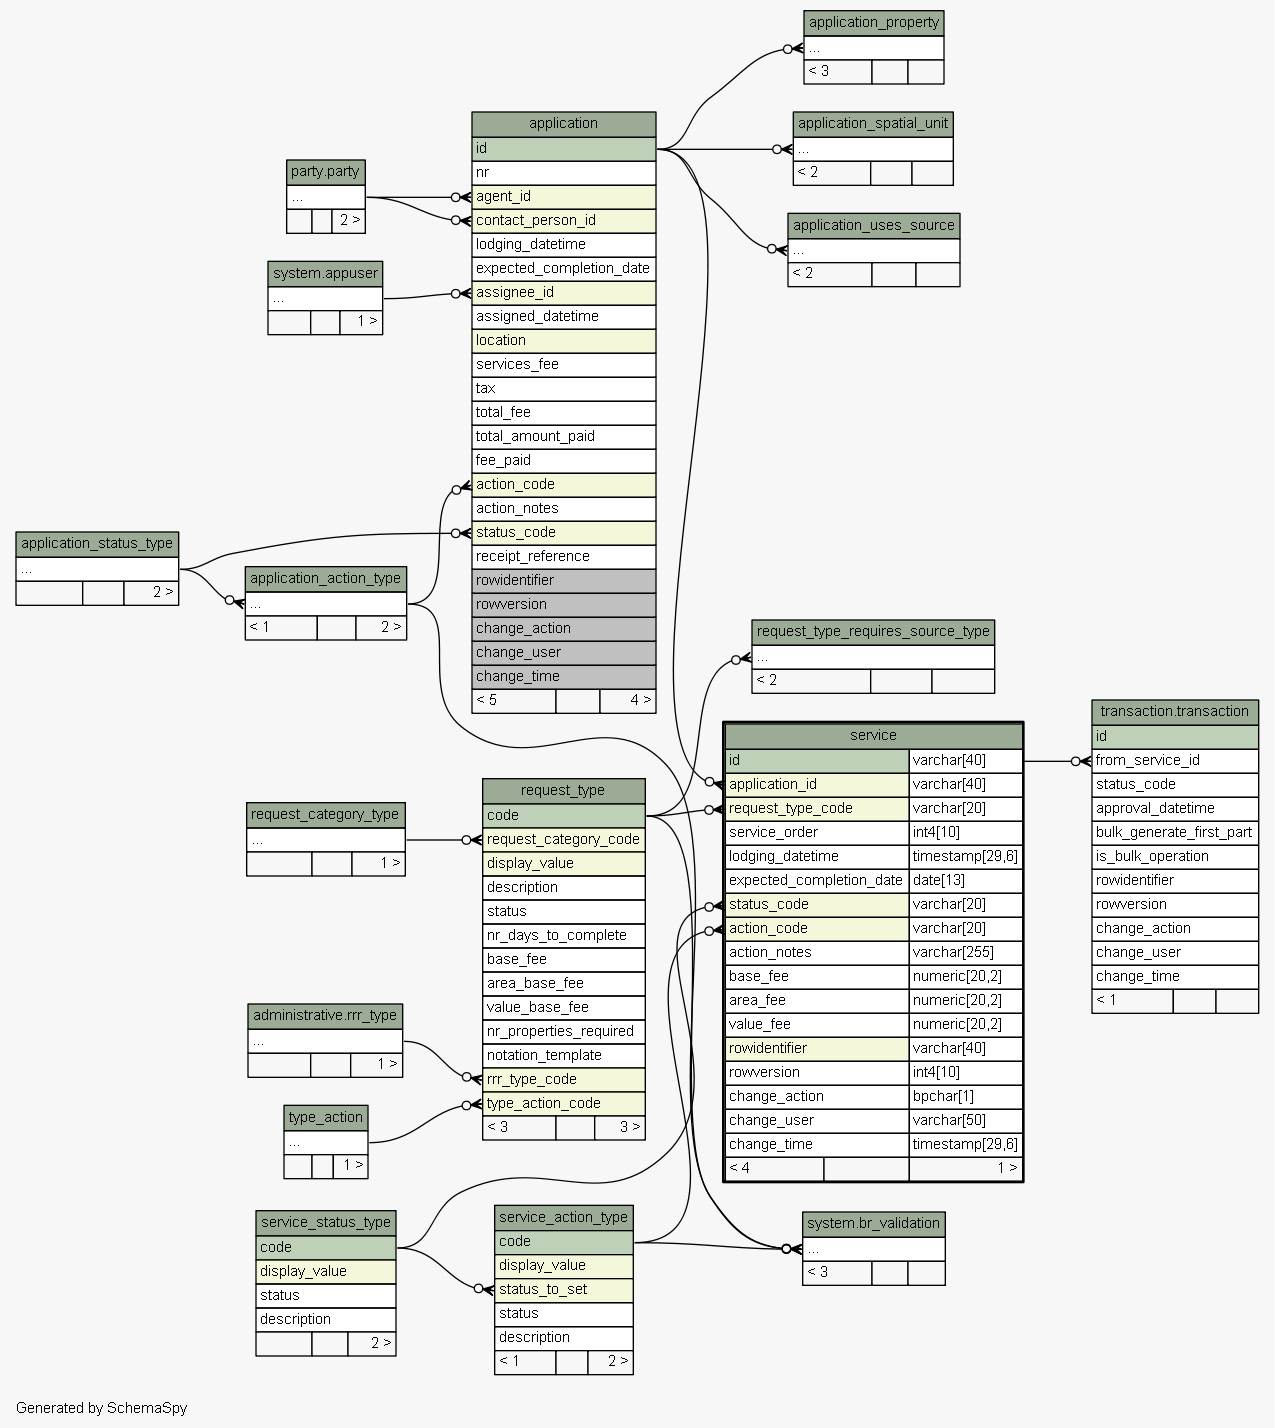 application_property
...
< 3
application_spatial_unit
...
< 2
application_uses_source
...
< 2
application
id
nr
agent_id
contact_person_id
lodging_datetime
expected_completion_date
assignee_id
assigned_datetime
location
services_fee
tax
total_fee
total_amount_paid
fee_paid
action_code
action_notes
status_code
receipt_reference
rowidentifier
rowversion
change_action
change_user
change_time
< 5 4 >
party.party
...
2 >
system.appuser
...
1 >
application_status_type
...
2 >
application_action_type
...
< 1 2 >
request_type_requires_source_type
...
< 2
service
id varchar[40]
application_id varchar[40]
request_type_code varchar[20]
service_order int4[10]
lodging_datetime timestamp[29,6]
expected_completion_date date[13]
status_code varchar[20]
action_code varchar[20]
action_notes varchar[255]
base_fee numeric[20,2]
area_fee numeric[20,2]
value_fee numeric[20,2]
rowidentifier varchar[40]
rowversion int4[10]
change_action bpchar[1]
change_user varchar[50]
change_time timestamp[29,6]
< 4 1 >
transaction.transaction
id
from_service_id
status_code
approval_datetime
bulk_generate_first_part
is_bulk_operation
rowidentifier
rowversion
change_action
change_user
change_time
< 1
request_type
code
request_category_code
display_value
description
status
nr_days_to_complete
base_fee
area_base_fee
value_base_fee
nr_properties_required
notation_template
rrr_type_code
type_action_code
< 3 3 >
request_category_type
...
1 >
administrative.rrr_type
...
1 >
type_action
...
1 >
service_status_type
code
display_value
status
description
2 >
service_action_type
code
display_value
status_to_set
status
description
< 1 2 >
system.br_validation
...
< 3
Generated by SchemaSpy